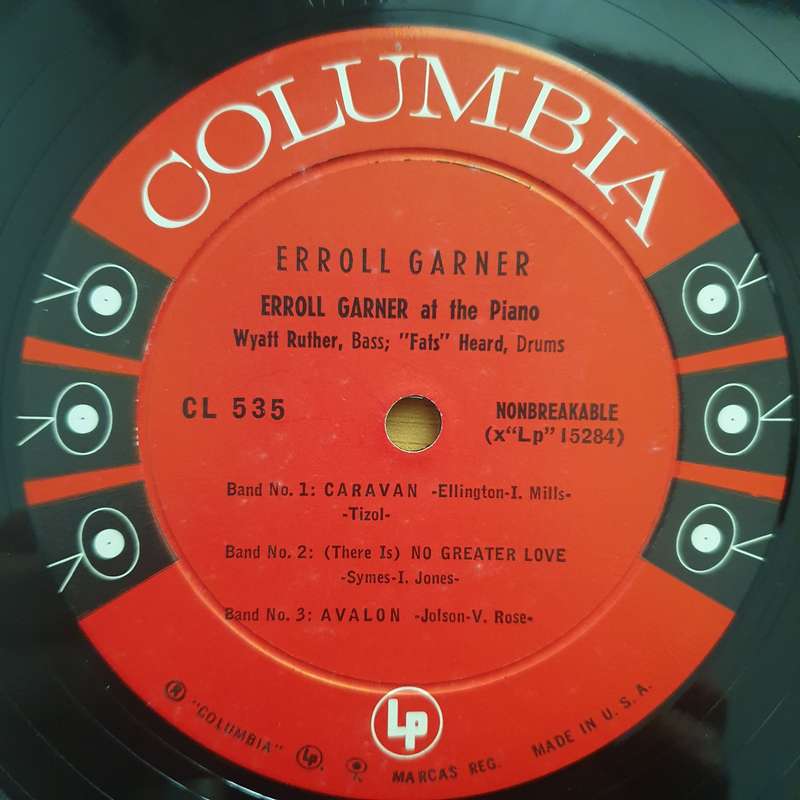 COLUMBIA
ERROLL GARNER
ERROLL GARNER at the Piano
Wyatt Ruther, Bass; "Fats" Heard, Drums
CL 535
NONBREAKABLE
(x"Lp" 15284)
Band No. 1: CARAVAN -Ellington-I. Mills-
-Tizol-
Band No. 2: (There Is) NO GREATER LOVE
-Symes-I. Jones-
Band No. 3: AVALON -Jolson-V. Rose-
Lp
® "COLUMBIA" Lp MARCAS REG. MADE IN U. S. A.